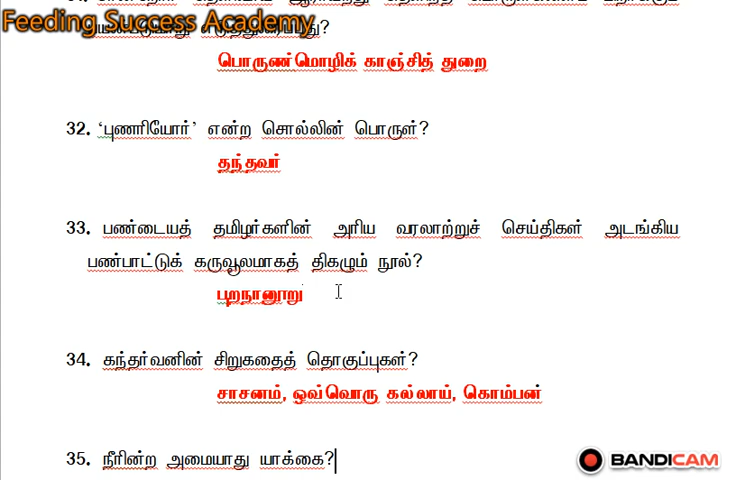 Feeding Success Academy
பொருண்மொழிக் காஞ்சித் துறை
32. ‘புணரியோர்’ என்ற சொல்லின் பொருள்?
தந்தவர்
33. பண்டையத் தமிழர்களின் அரிய வரலாற்றுச் செய்திகள் அடங்கிய
பண்பாட்டுக் கருவூலமாகத் திகழும் நூல்?
புறநானூறு
34. கந்தர்வனின் சிறுகதைத் தொகுப்புகள்?
சாசனம், ஒவ்வொரு கல்லாய், கொம்பன்
35. நீரின்ற அமையாது யாக்கை?
BANDICAM